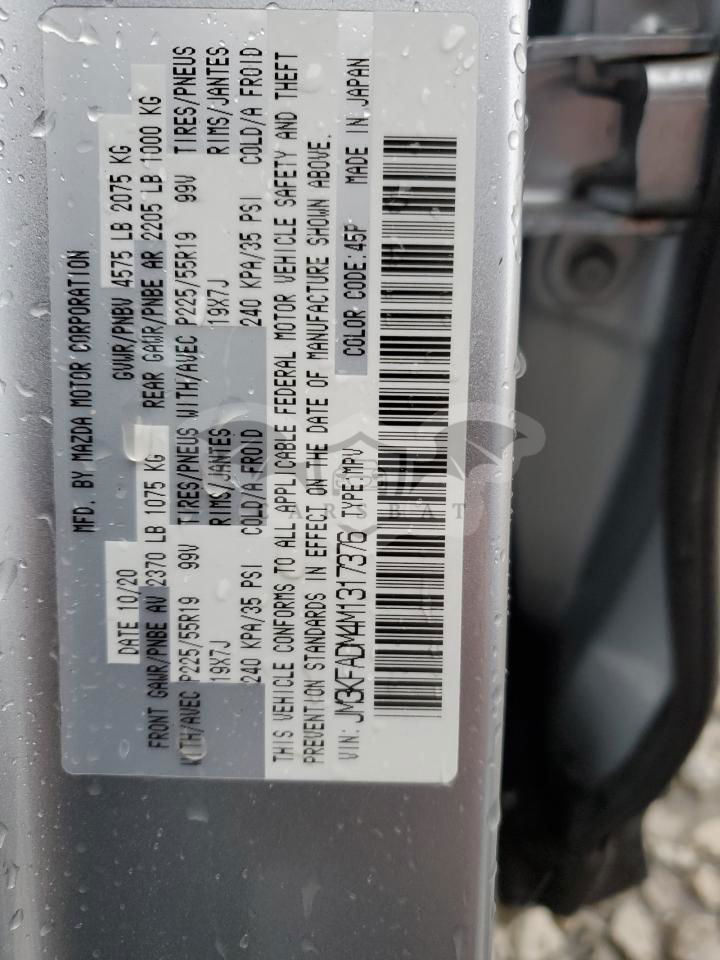 MFD. BY MAZDA MOTOR CORPORATION
DATE 10/20 GVWR/PNBV 4575 LB 2075 KG
FRONT GAWR/PNBE AV 2370 LB 1075 KG REAR GAWR/PNBE AR 2205 LB 1000 KG
WITH/AVEC P225/55R19 99V TIRES/PNEUS WITH/AVEC P225/55R19 99V TIRES/PNEUS
19X7J RIMS/JANTES 19X7J RIMS/JANTES
240 KPA/35 PSI COLD/A FROID 240 KPA/35 PSI COLD/A FROID
THIS VEHICLE CONFORMS TO ALL APPLICABLE FEDERAL MOTOR VEHICLE SAFETY AND THEFT
PREVENTION STANDARDS IN EFFECT ON THE DATE OF MANUFACTURE SHOWN ABOVE.
VIN: JM3KFADM4M1317376 TYPE:MPV COLOR CODE:45P MADE IN JAPAN
CARSBAT